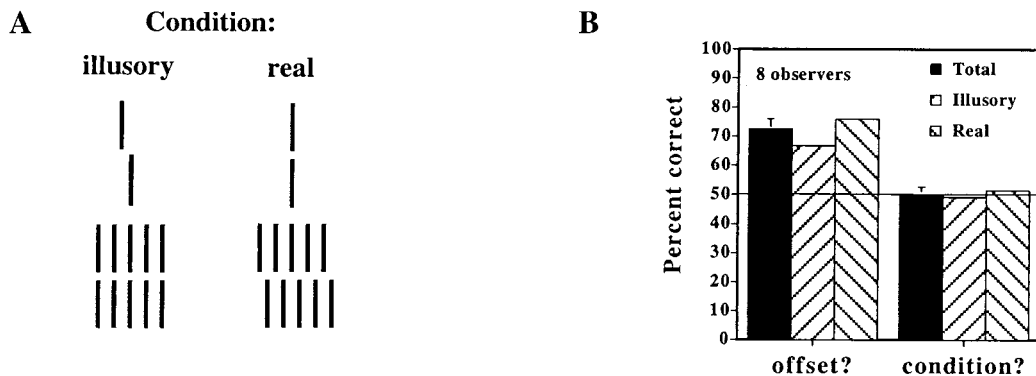 A
Condition:
illusory real
B
Percent correct
100
90
80
70
60
50
40
30
20
10
0
8 observers
Total
Illusory
Real
offset? condition?